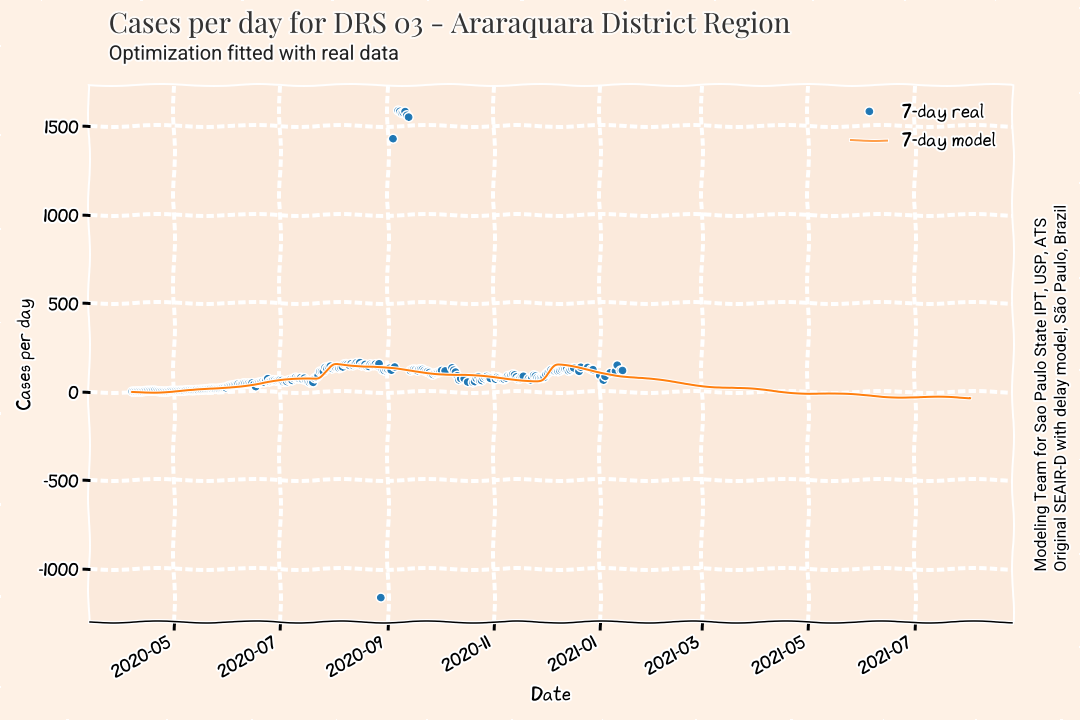 Cases per day for DRS 03 - Araraquara District Region
Optimization fitted with real data
7-day real
7-day model
1500
1000
500
0
-500
-1000
Cases per day
2020-05
2020-07
2020-09
2020-11
2021-01
2021-03
2021-05
2021-07
Date
Modeling Team for Sao Paulo State IPT, USP, ATS
Original SEAIR-D with delay model, São Paulo, Brazil